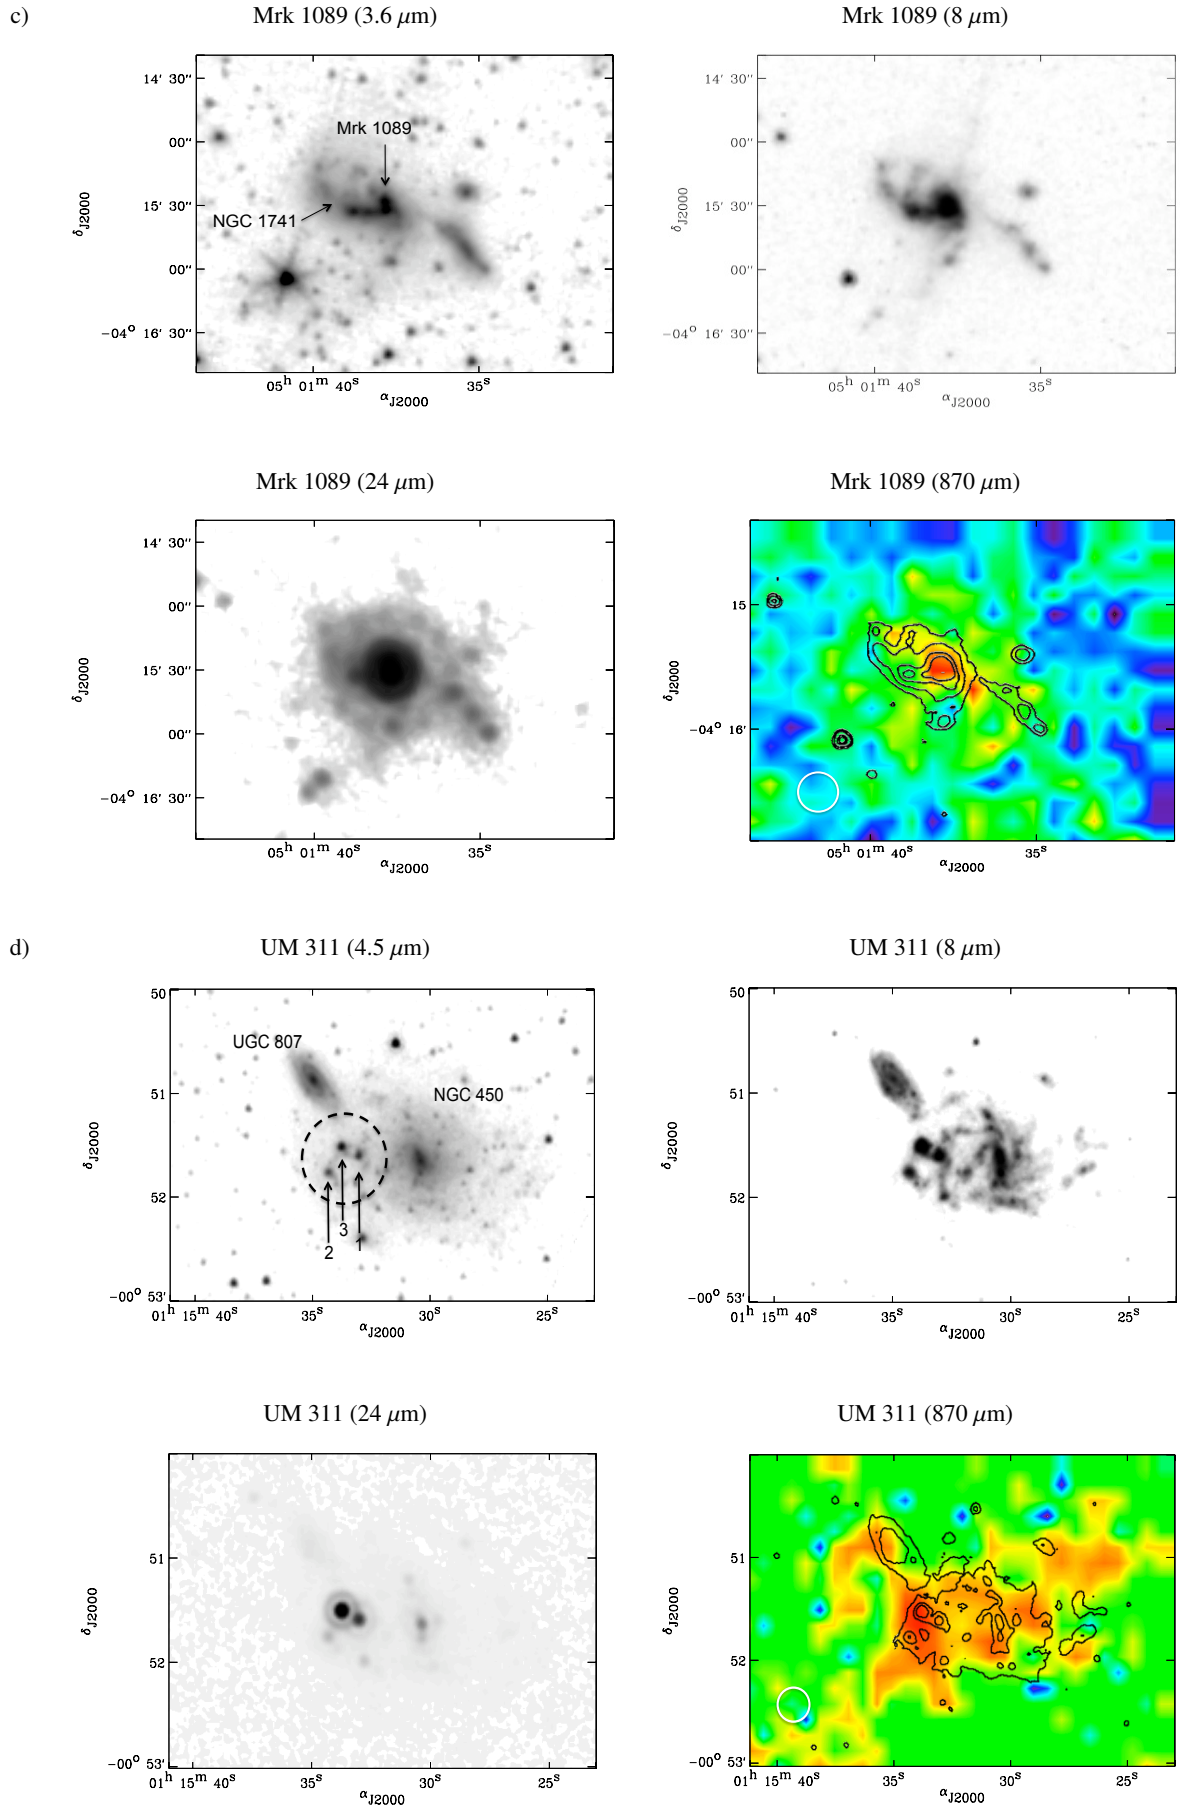 c)
Mrk 1089 (3.6 μm)
Mrk 1089 (8 μm)
14′ 30″
00″
15′ 30″
00″
−04° 16′ 30″
δJ2000
Mrk 1089
NGC 1741
05ʰ 01ᵐ 40ˢ
35ˢ
αJ2000
14′ 30″
00″
15′ 30″
00″
−04° 16′ 30″
δJ2000
05ʰ 01ᵐ 40ˢ
35ˢ
αJ2000
Mrk 1089 (24 μm)
Mrk 1089 (870 μm)
14′ 30″
00″
15′ 30″
00″
−04° 16′ 30″
δJ2000
05ʰ 01ᵐ 40ˢ
35ˢ
αJ2000
15
−04° 16′
δJ2000
05ʰ 01ᵐ 40ˢ
35ˢ
αJ2000
d)
UM 311 (4.5 μm)
UM 311 (8 μm)
50
51
52
−00° 53′
δJ2000
UGC 807
NGC 450
3
2
1
01ʰ 15ᵐ 40ˢ
35ˢ
30ˢ
25ˢ
αJ2000
50
51
52
−00° 53′
δJ2000
01ʰ 15ᵐ 40ˢ
35ˢ
30ˢ
25ˢ
αJ2000
UM 311 (24 μm)
UM 311 (870 μm)
51
52
−00° 53′
δJ2000
01ʰ 15ᵐ 40ˢ
35ˢ
30ˢ
25ˢ
αJ2000
51
52
−00° 53′
δJ2000
01ʰ 15ᵐ 40ˢ
35ˢ
30ˢ
25ˢ
αJ2000